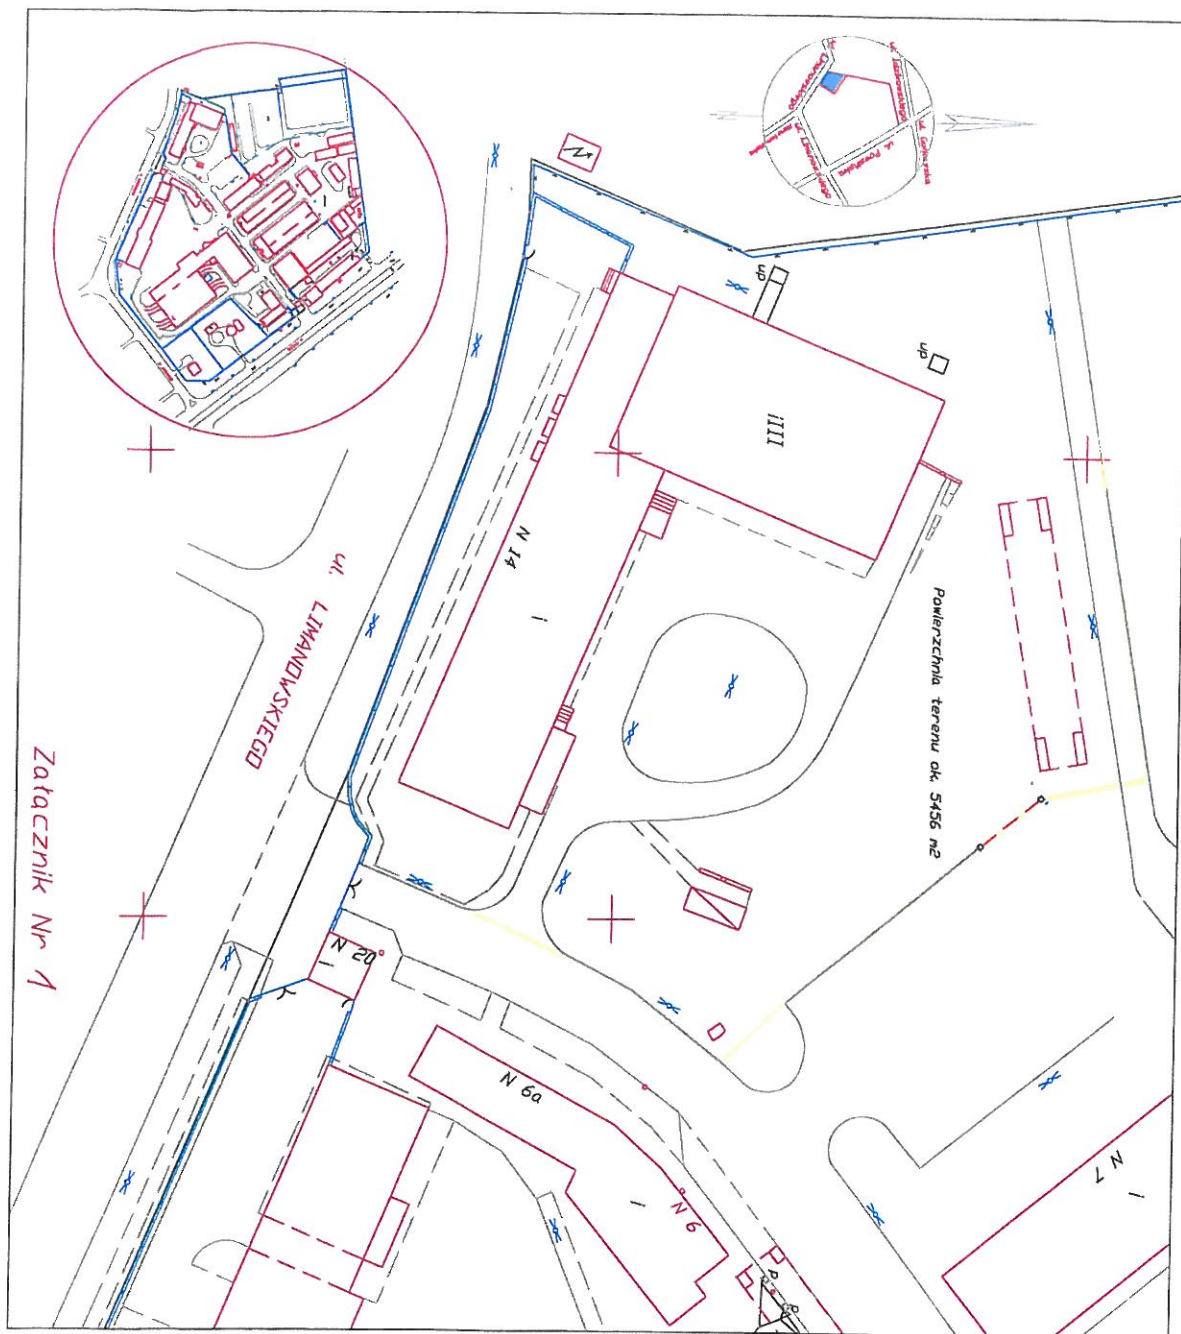 up
up
iIII
N 14
i
ul. LIMANOWSKIEGO
Powierzchnia terenu ok. 5456 m2
Załącznik Nr 1
N 20
I
N 6a
I
N 6
N 7
I